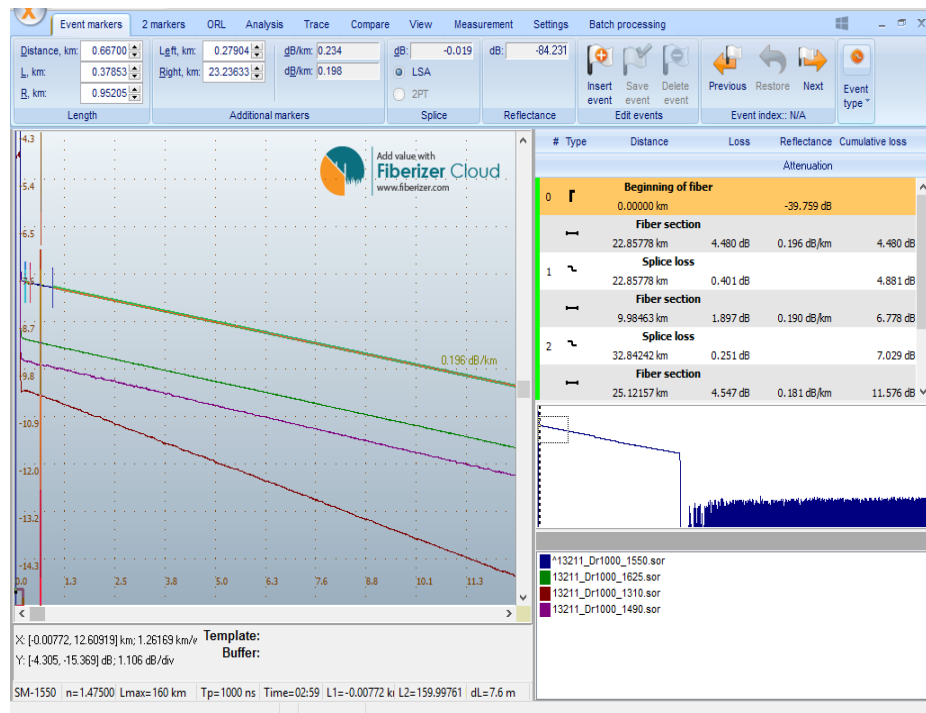 Event markers 2 markers ORL Analysis Trace Compare View Measurement Settings Batch processing
Distance, km: 0.66700 Left, km: 0.27904 dB/km: 0.234 dB: -0.019 dB: -84.231
L, km: 0.37853 Right, km: 23.23633 dB/km: 0.198 LSA
R, km: 0.95205 2PT
Insert event Save event Delete event Previous Restore Next Event type
Length Additional markers Splice Reflectance Edit events Event index:: N/A
-4.3
-5.4
-6.5
-8.7
-9.8
-10.9
-12.0
-13.2
-14.3
Add value with
Fiberizer Cloud
www.fiberizer.com
0.196 dB/km
0.0 1.3 2.5 3.8 5.0 6.3 7.6 8.8 10.1 11.3
# Type Distance Loss Reflectance Cumulative loss
Attenuation
0 Beginning of fiber
0.00000 km -39.759 dB
Fiber section
22.85778 km 4.480 dB 0.196 dB/km 4.480 dB
1 Splice loss
22.85778 km 0.401 dB 4.881 dB
Fiber section
9.98463 km 1.897 dB 0.190 dB/km 6.778 dB
2 Splice loss
32.84242 km 0.251 dB 7.029 dB
Fiber section
25.12157 km 4.547 dB 0.181 dB/km 11.576 dB
^13211_Dr1000_1550.sor
13211_Dr1000_1625.sor
13211_Dr1000_1310.sor
13211_Dr1000_1490.sor
X: [-0.00772, 12.60919] km; 1.26169 km/ Template:
Y: [-4.305, -15.369] dB; 1.106 dB/div Buffer:
SM-1550 n=1.47500 Lmax=160 km Tp=1000 ns Time=02:59 L1=-0.00772 k L2=159.99761 dL=7.6 m